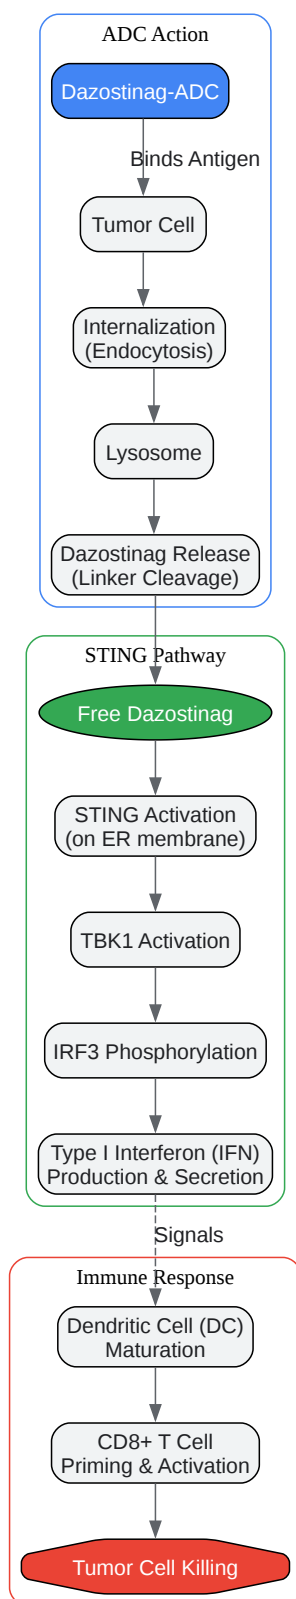 ADC Action
Dazostinag-ADC
Binds Antigen
Tumor Cell
Internalization
(Endocytosis)
Lysosome
Dazostinag Release
(Linker Cleavage)
STING Pathway
Free Dazostinag
STING Activation
(on ER membrane)
TBK1 Activation
IRF3 Phosphorylation
Type I Interferon (IFN)
Production & Secretion
Signals
Immune Response
Dendritic Cell (DC)
Maturation
CD8+ T Cell
Priming & Activation
Tumor Cell Killing